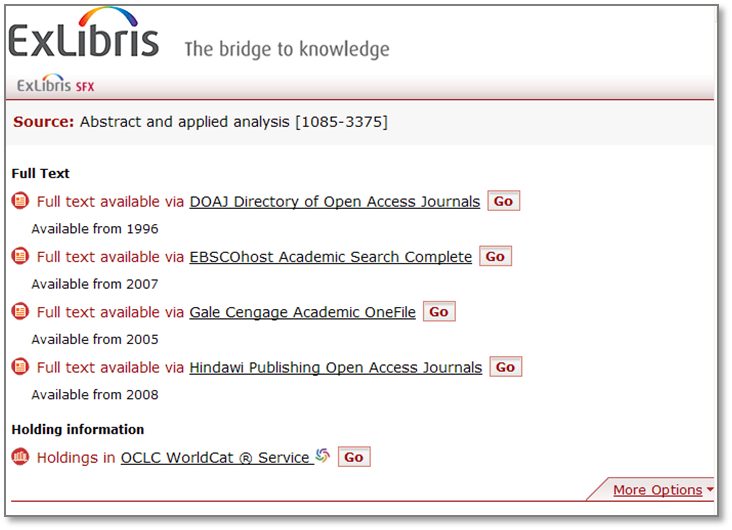 ExLibris The bridge to knowledge
ExLibris SFX
Source: Abstract and applied analysis [1085-3375]
Full Text
Full text available via DOAJ Directory of Open Access Journals Go
Available from 1996
Full text available via EBSCOhost Academic Search Complete Go
Available from 2007
Full text available via Gale Cengage Academic OneFile Go
Available from 2005
Full text available via Hindawi Publishing Open Access Journals Go
Available from 2008
Holding information
Holdings in OCLC WorldCat ® Service Go
More Options